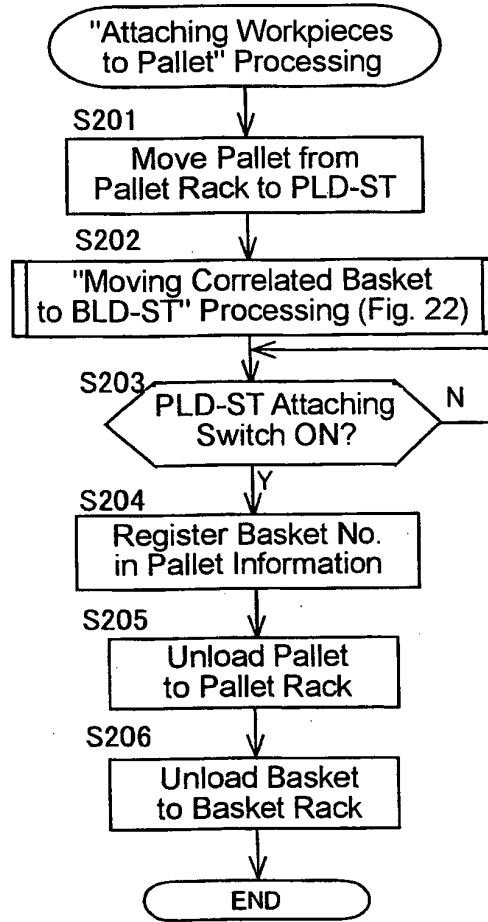 "Attaching Workpieces
to Pallet" Processing
S201
Move Pallet from
Pallet Rack to PLD-ST
S202
"Moving Correlated Basket
to BLD-ST" Processing (Fig. 22)
S203
PLD-ST Attaching
Switch ON?
N
Y
S204
Register Basket No.
in Pallet Information
S205
Unload Pallet
to Pallet Rack
S206
Unload Basket
to Basket Rack
END